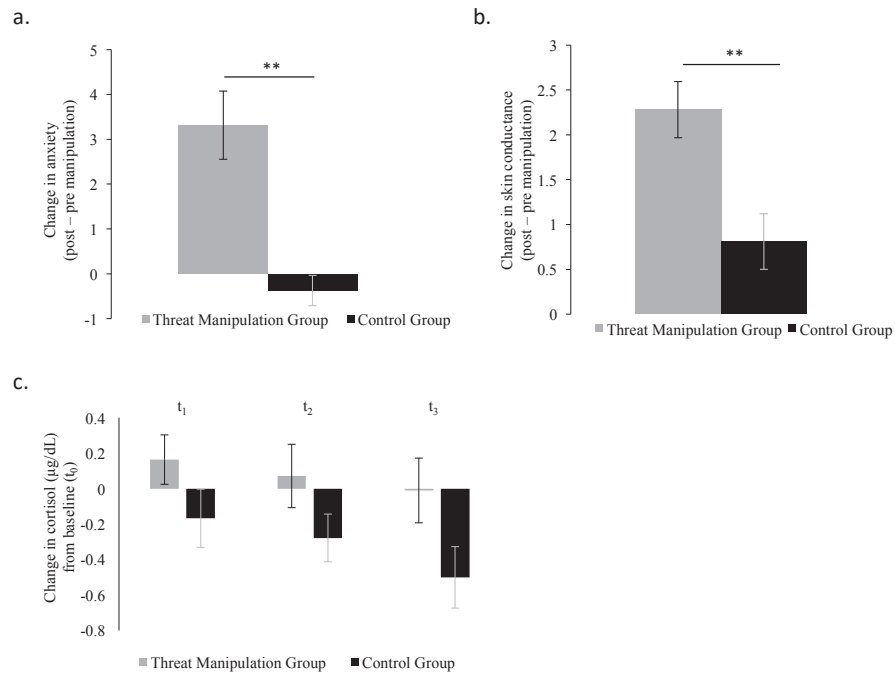 a.
Change in anxiety
(post – pre manipulation)
5
4
3
2
1
0
-1
**
Threat Manipulation Group
Control Group
b.
Change in skin conductance
(post – pre manipulation)
3
2.5
2
1.5
1
0.5
0
**
Threat Manipulation Group
Control Group
c.
t₁
t₂
t₃
Change in cortisol (µg/dL)
from baseline (t₀)
0.4
0.2
0
-0.2
-0.4
-0.6
-0.8
Threat Manipulation Group
Control Group